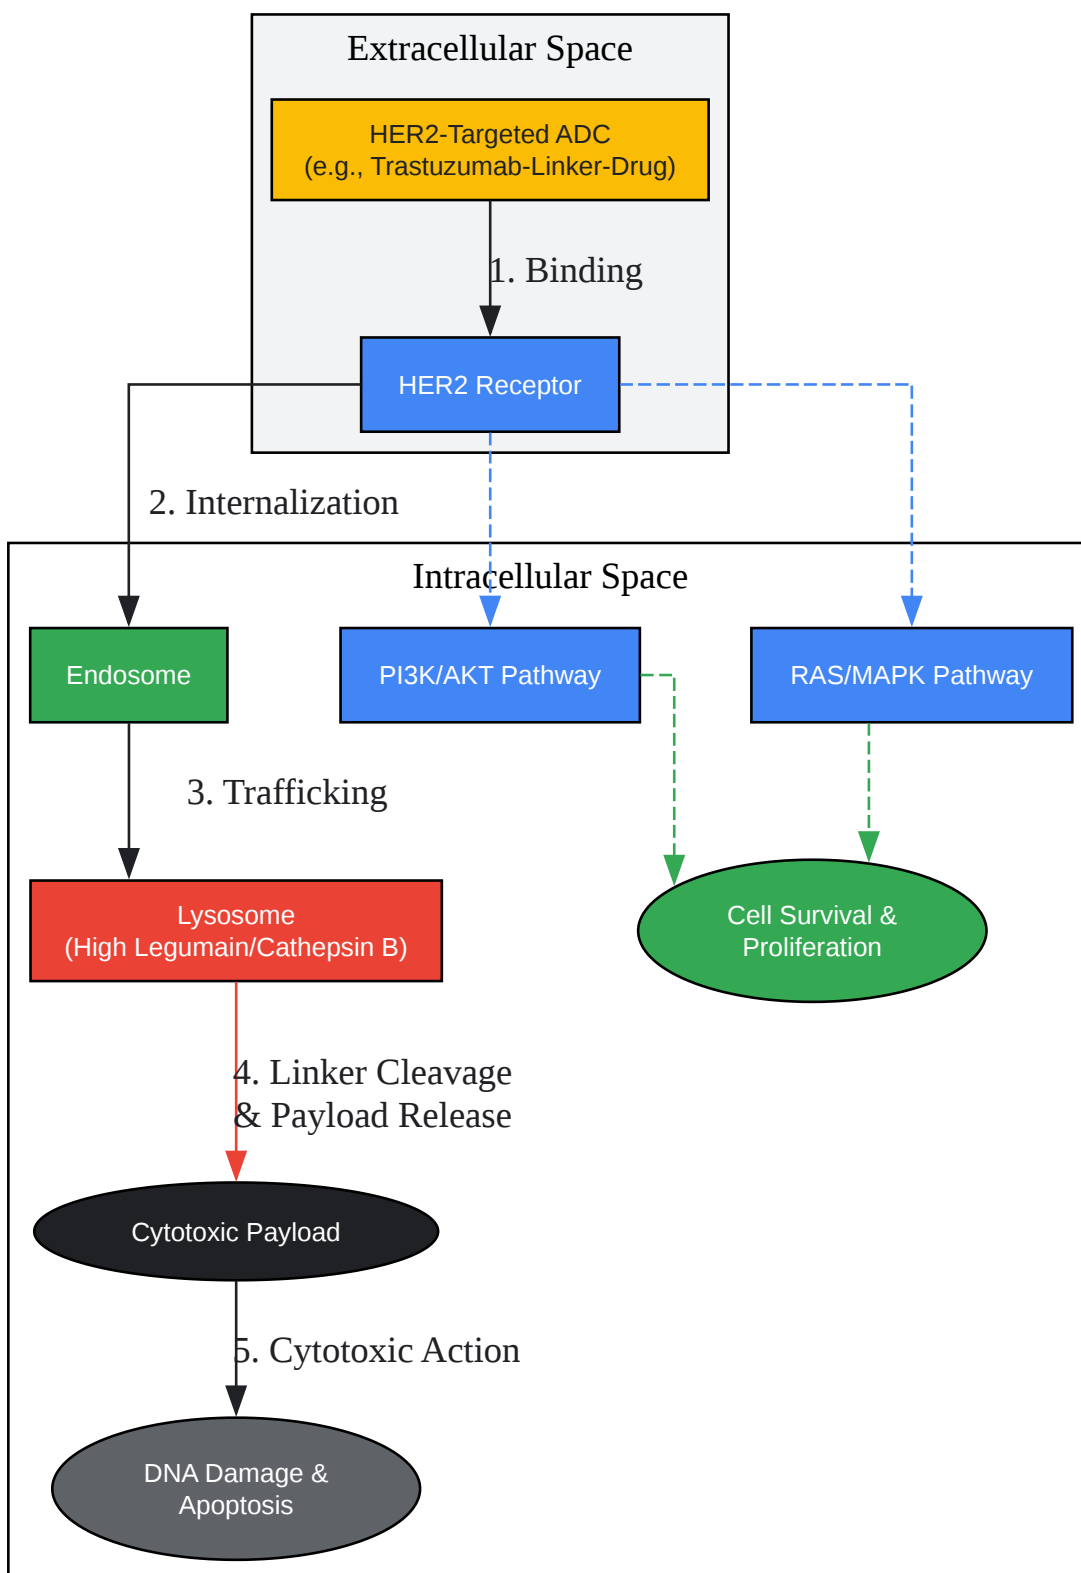 Extracellular Space
HER2-Targeted ADC
(e.g., Trastuzumab-Linker-Drug)
1. Binding
HER2 Receptor
2. Internalization
Intracellular Space
Endosome
PI3K/AKT Pathway
RAS/MAPK Pathway
3. Trafficking
Lysosome
(High Legumain/Cathepsin B)
Cell Survival &
Proliferation
4. Linker Cleavage
& Payload Release
Cytotoxic Payload
5. Cytotoxic Action
DNA Damage &
Apoptosis